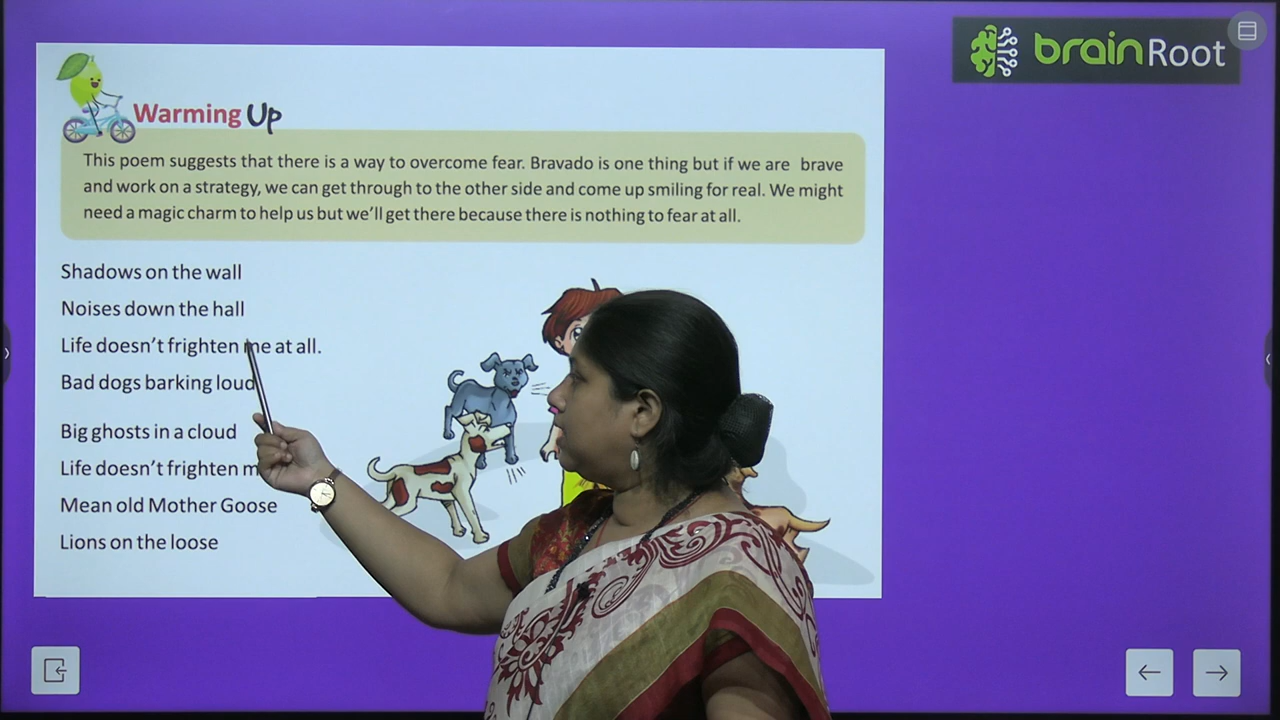 brainRoot
Warming Up
This poem suggests that there is a way to overcome fear. Bravado is one thing but if we are brave
and work on a strategy, we can get through to the other side and come up smiling for real. We might
need a magic charm to help us but we'll get there because there is nothing to fear at all.
Shadows on the wall
Noises down the hall
Life doesn't frighten me at all.
Bad dogs barking loud
Big ghosts in a cloud
Life doesn't frighten
Mean old Mother Goose
Lions on the loose